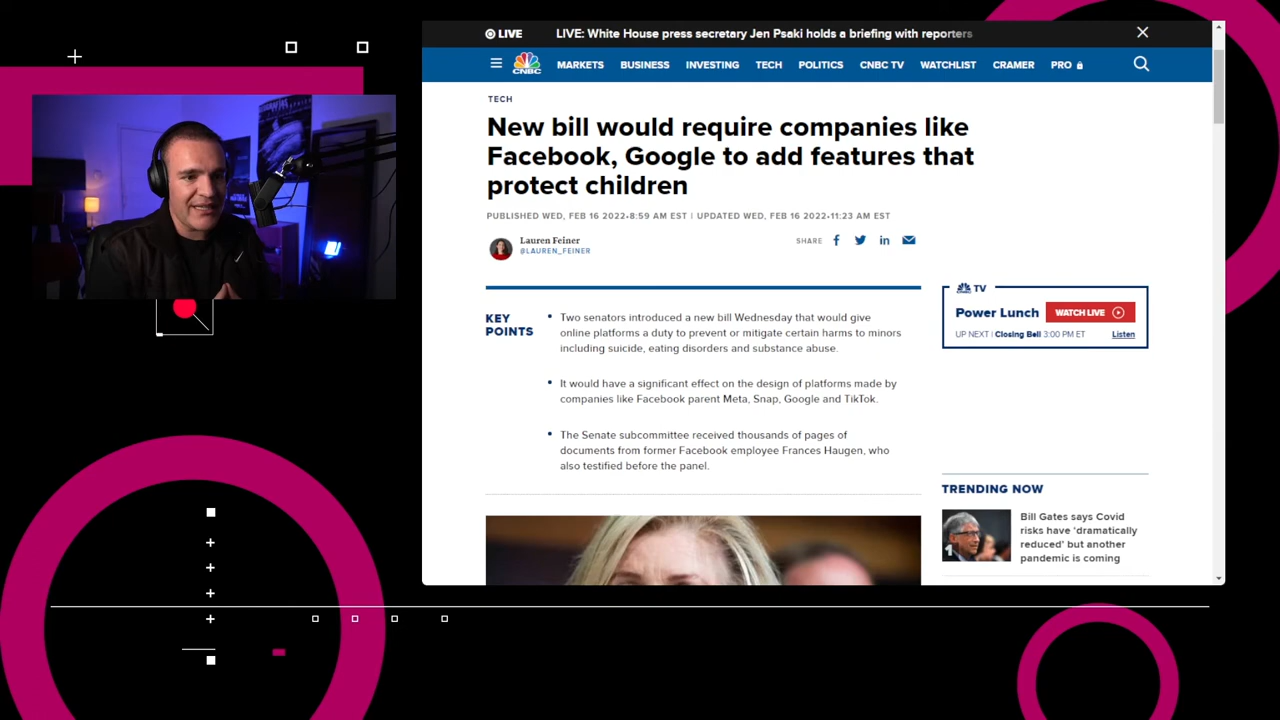 LIVE
LIVE: White House press secretary Jen Psaki holds a briefing with reporters
CNBC
MARKETS BUSINESS INVESTING TECH POLITICS CNBC TV WATCHLIST CRAMER PRO
TECH
New bill would require companies like
Facebook, Google to add features that
protect children
PUBLISHED WED, FEB 16 2022•8:59 AM EST | UPDATED WED, FEB 16 2022•11:23 AM EST
Lauren Feiner
@LAUREN_FEINER
SHARE
KEY
POINTS
• Two senators introduced a new bill Wednesday that would give
online platforms a duty to prevent or mitigate certain harms to minors
including suicide, eating disorders and substance abuse.
• It would have a significant effect on the design of platforms made by
companies like Facebook parent Meta, Snap, Google and TikTok.
• The Senate subcommittee received thousands of pages of
documents from former Facebook employee Frances Haugen, who
also testified before the panel.
TV
Power Lunch WATCH LIVE
UP NEXT | Closing Bell 3:00 PM ET Listen
TRENDING NOW
1
Bill Gates says Covid
risks have 'dramatically
reduced' but another
pandemic is coming